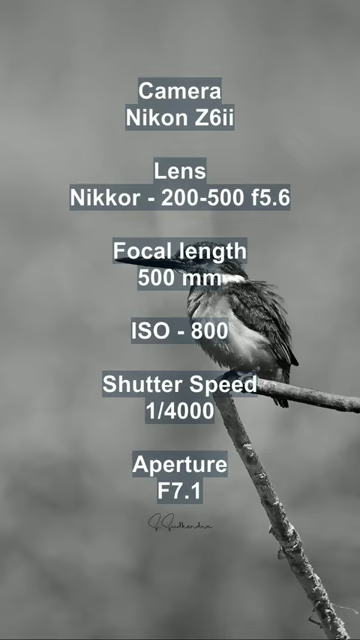 Camera
Nikon Z6ii
Lens
Nikkor - 200-500 f5.6
Focal length
500 mm
ISO - 800
Shutter Speed
1/4000
Aperture
F7.1